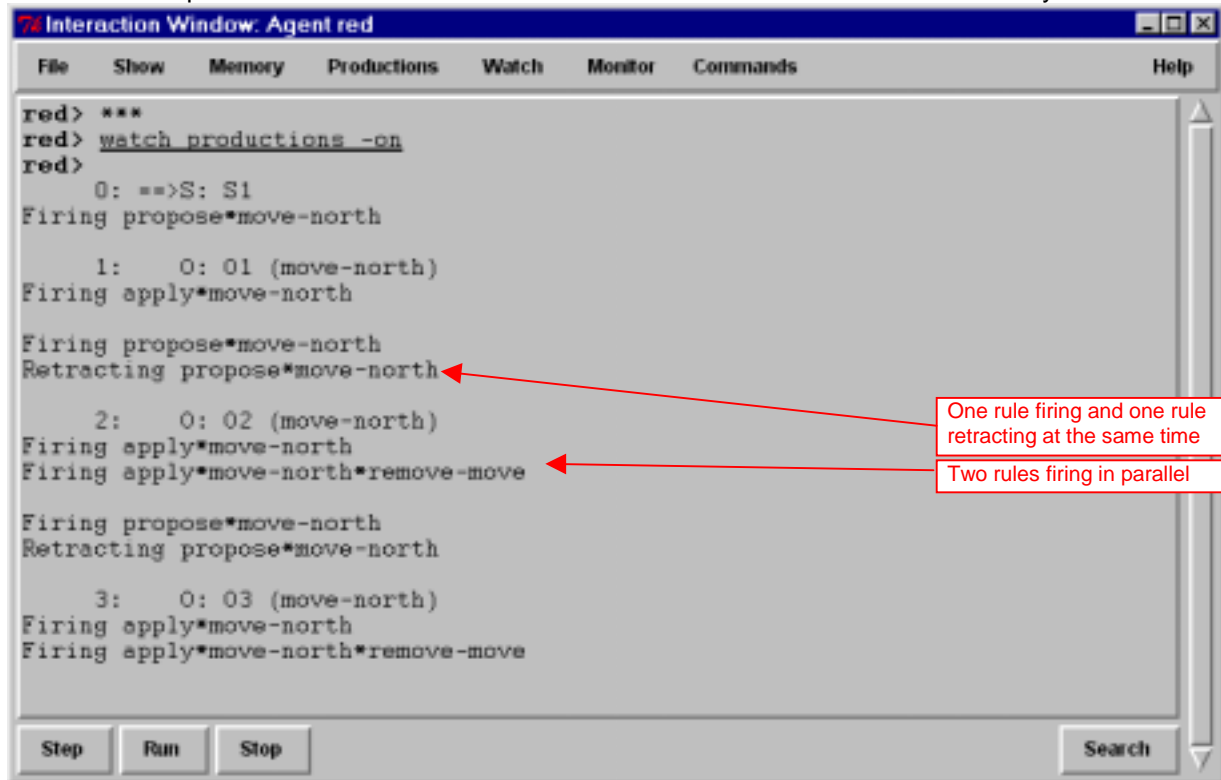 Interaction Window: Agent red
File Show Memory Productions Watch Monitor Commands Help
red> ***
red> watch productions -on
red>
0: ==>S: S1
Firing propose*move-north
1: O: O1 (move-north)
Firing apply*move-north
Firing propose*move-north
Retracting propose*move-north
One rule firing and one rule
retracting at the same time
2: O: O2 (move-north)
Firing apply*move-north
Firing apply*move-north*remove-move
Two rules firing in parallel
Firing propose*move-north
Retracting propose*move-north
3: O: O3 (move-north)
Firing apply*move-north
Firing apply*move-north*remove-move
Step Run Stop Search